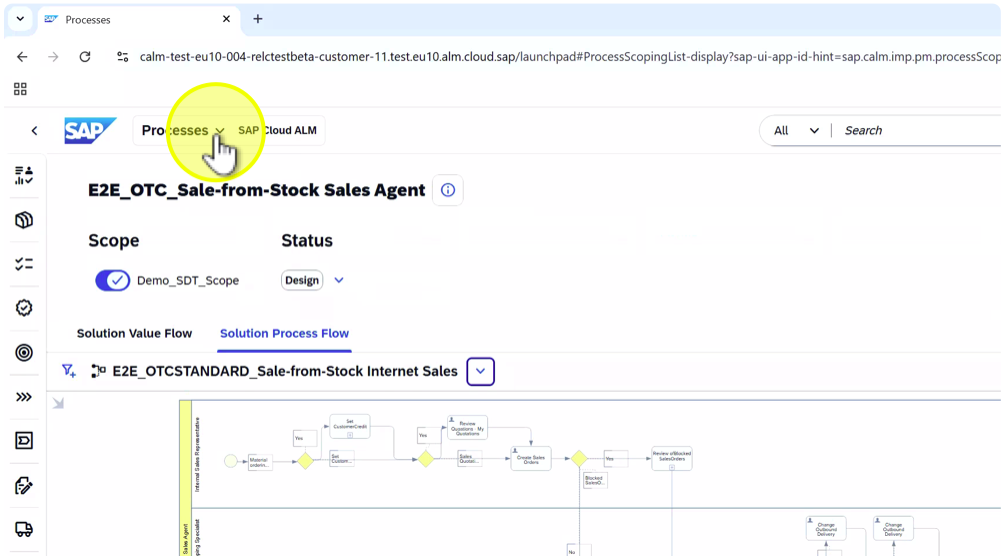 Processes
calm-test-eu10-004-relctestbeta-customer-11.test.eu10.alm.cloud.sap/launchpad#ProcessScopingList-display?sap-ui-app-id-hint=sap.calm.imp.pm.processScop
SAP Processes SAP Cloud ALM All Search
E2E_OTC_Sale-from-Stock Sales Agent
Scope Status
Demo_SDT_Scope Design
Solution Value Flow Solution Process Flow
E2E_OTCSTANDARD_Sale-from-Stock Internet Sales
Internal Sales Representative
Sales Agent
ping Specialist
Material orderin...
Yes
Set CustomerCredit
Set Custom...
Yes
Review Quotations - My Quotations
Sales Quotati...
Create Sales Orders
Yes
Blocked SalesO...
Review ofBlocked SalesOrders
No
Change Outbound Delivery
Change Outbound Delivery